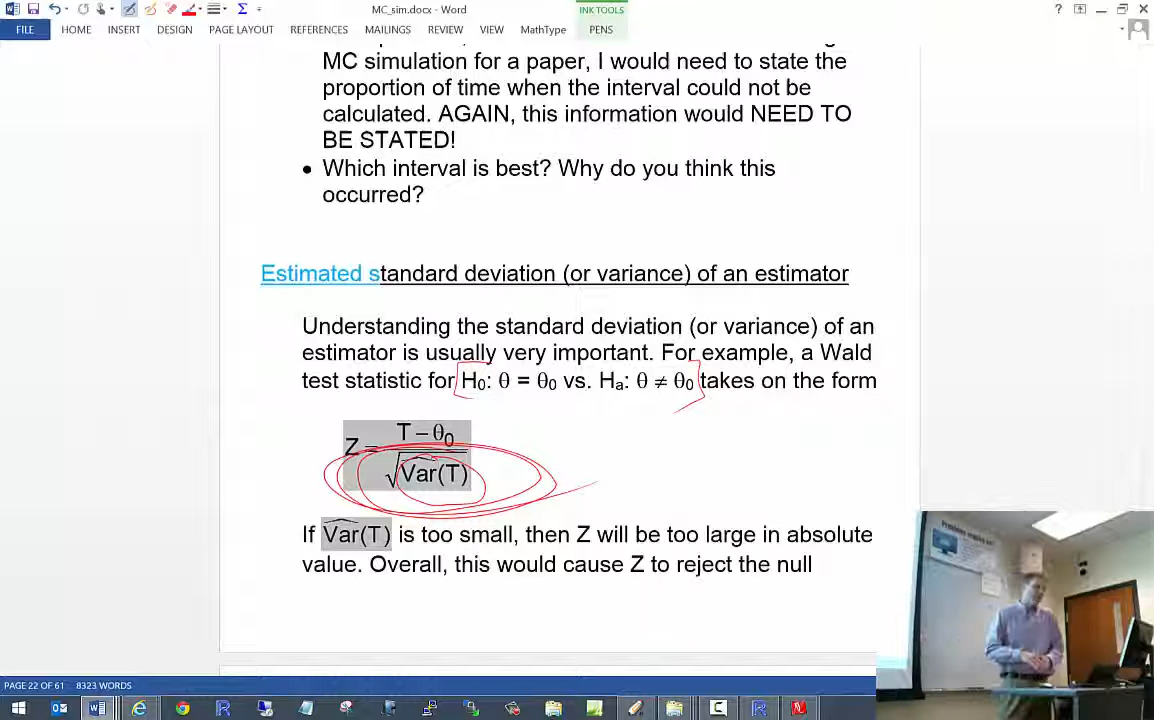 MC_sim.docx - Word
INK TOOLS
FILE HOME INSERT DESIGN PAGE LAYOUT REFERENCES MAILINGS REVIEW VIEW MathType PENS
MC simulation for a paper, I would need to state the
proportion of time when the interval could not be
calculated. AGAIN, this information would NEED TO
BE STATED!
• Which interval is best? Why do you think this
occurred?
Estimated standard deviation (or variance) of an estimator
Understanding the standard deviation (or variance) of an
estimator is usually very important. For example, a Wald
test statistic for H₀: θ = θ₀ vs. Hₐ: θ ≠ θ₀ takes on the form
Z = (T − θ₀) / √V̂ar(T)
If V̂ar(T) is too small, then Z will be too large in absolute
value. Overall, this would cause Z to reject the null
PAGE 22 OF 61 8323 WORDS